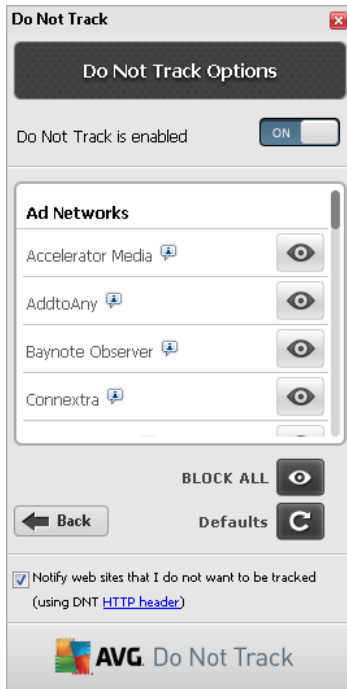 Do Not Track
Do Not Track Options
Do Not Track is enabled
ON
Ad Networks
Accelerator Media
AddtoAny
Baynote Observer
Connextra
BLOCK ALL
Back
Defaults
Notify web sites that I do not want to be tracked
(using DNT HTTP header)
AVG. Do Not Track